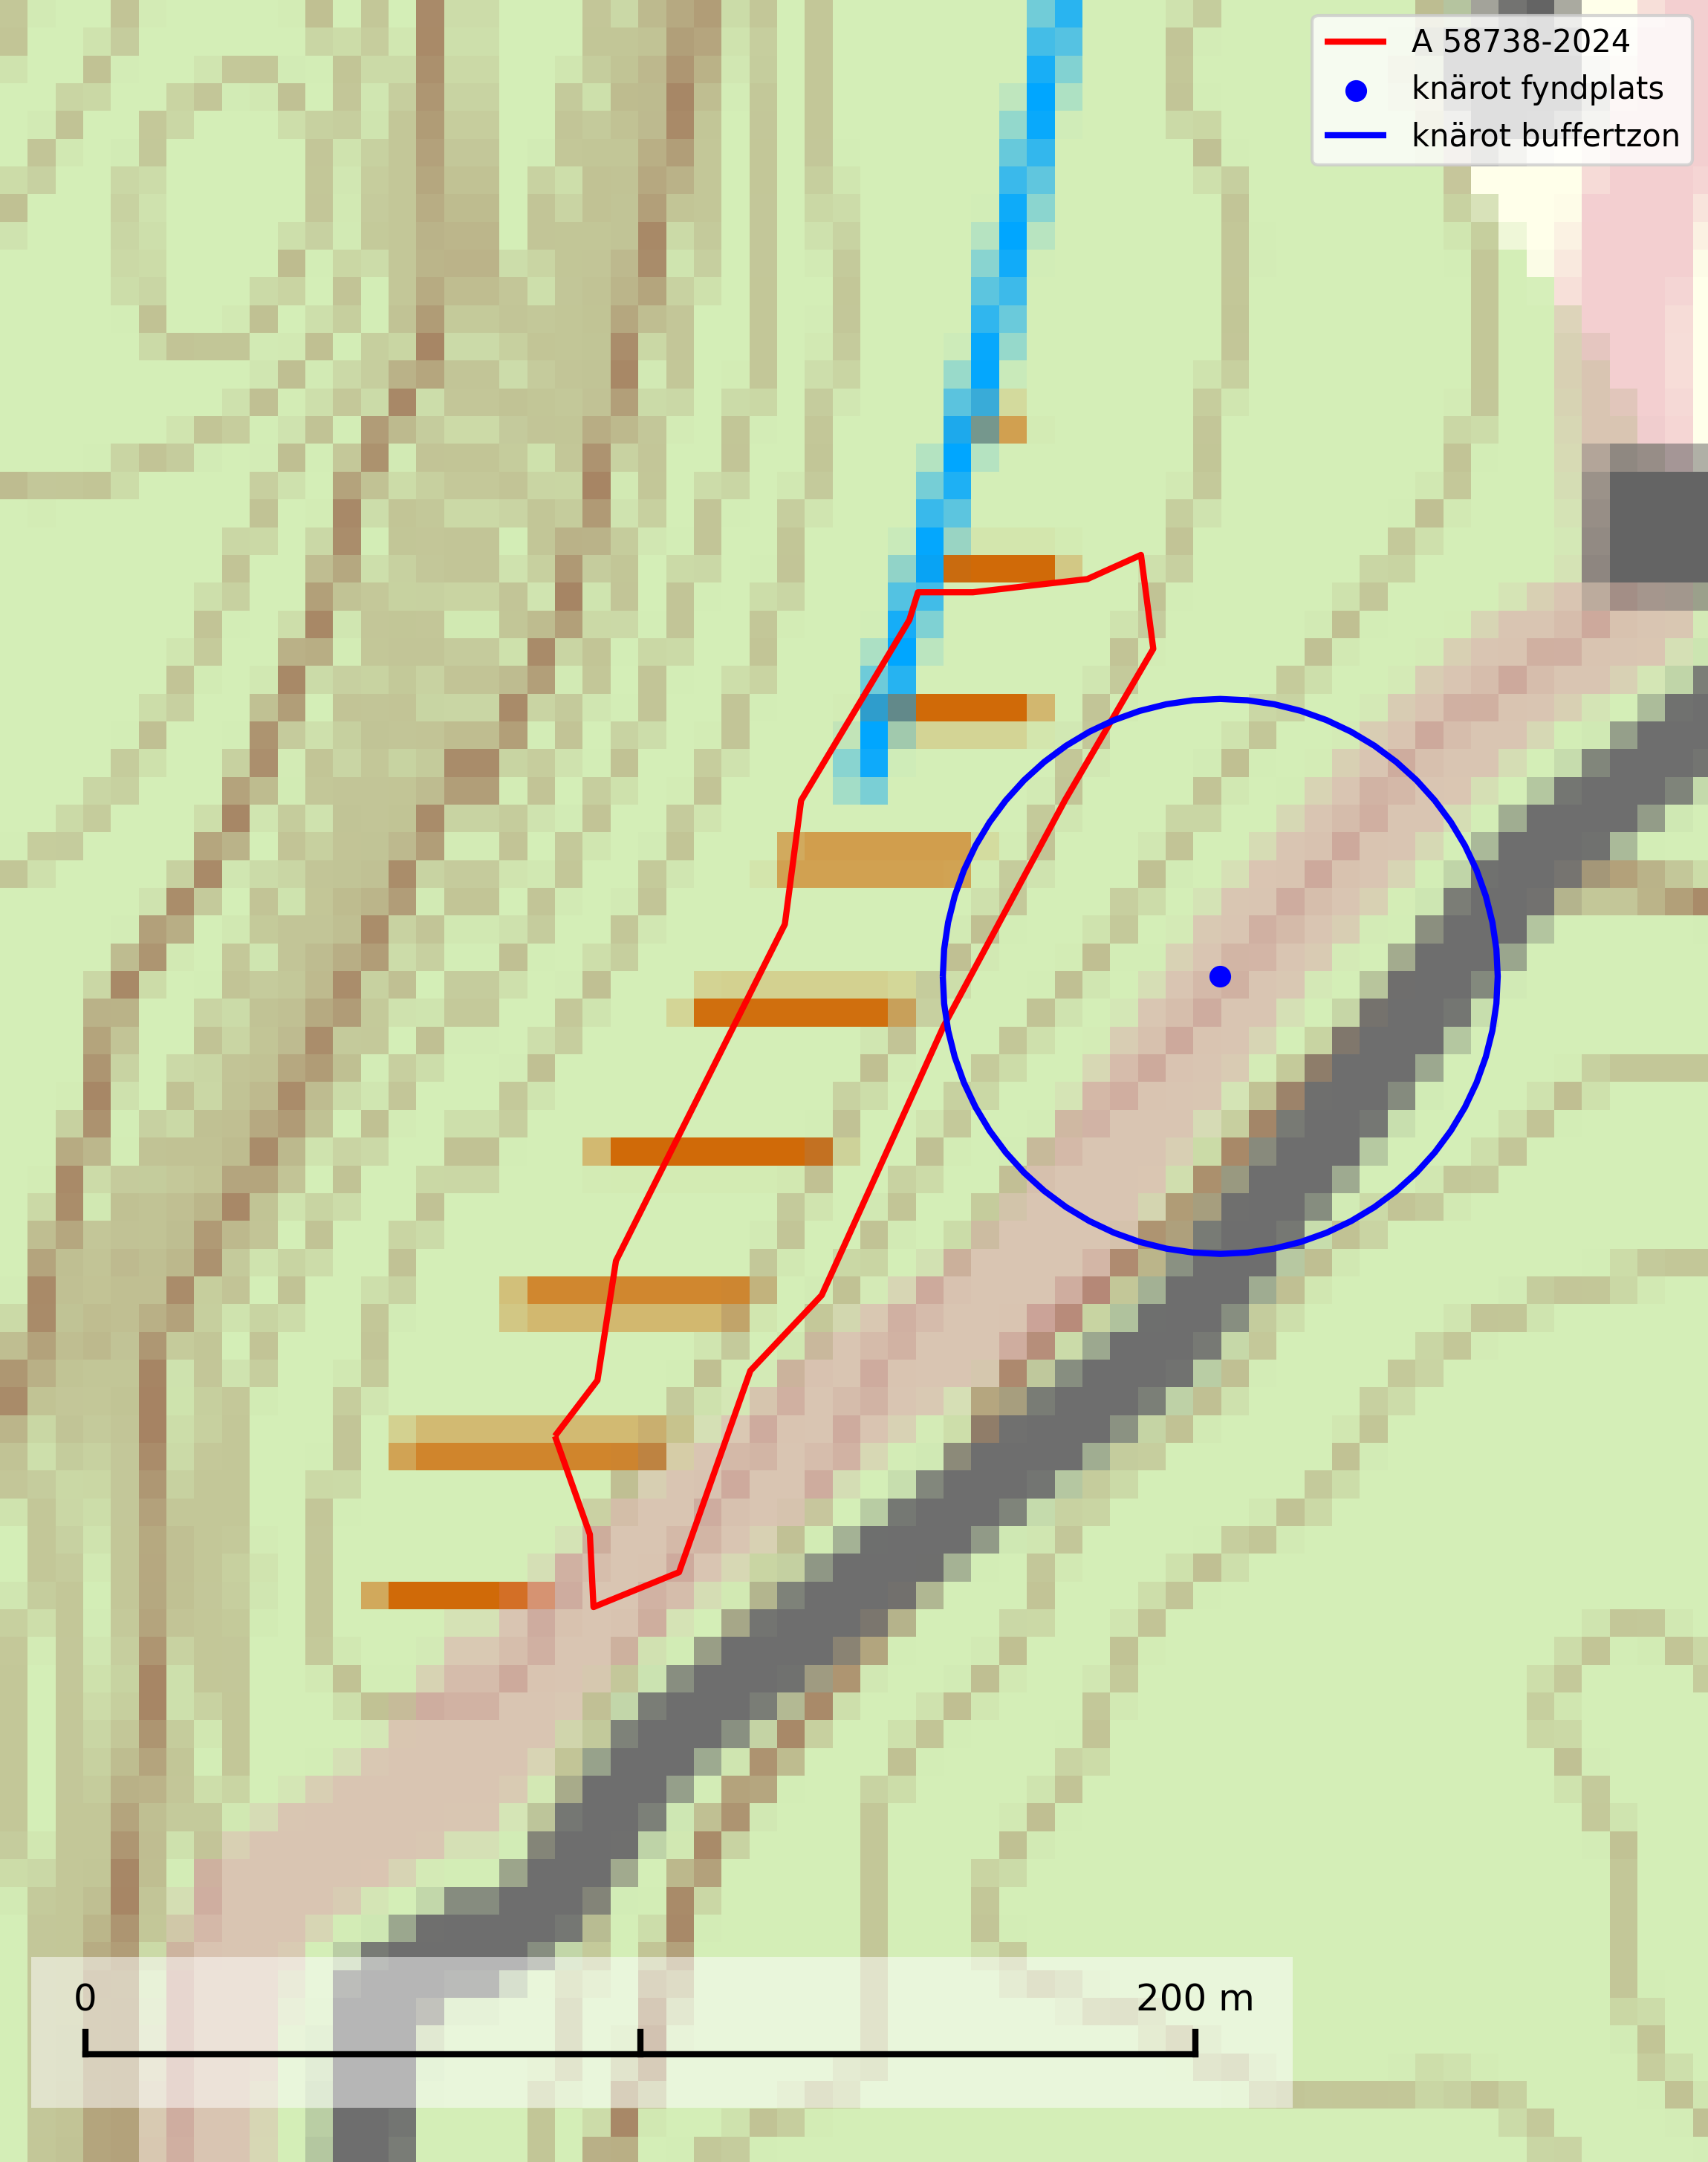 A 58738-2024
knärot fyndplats
knärot buffertzon
0 200 m